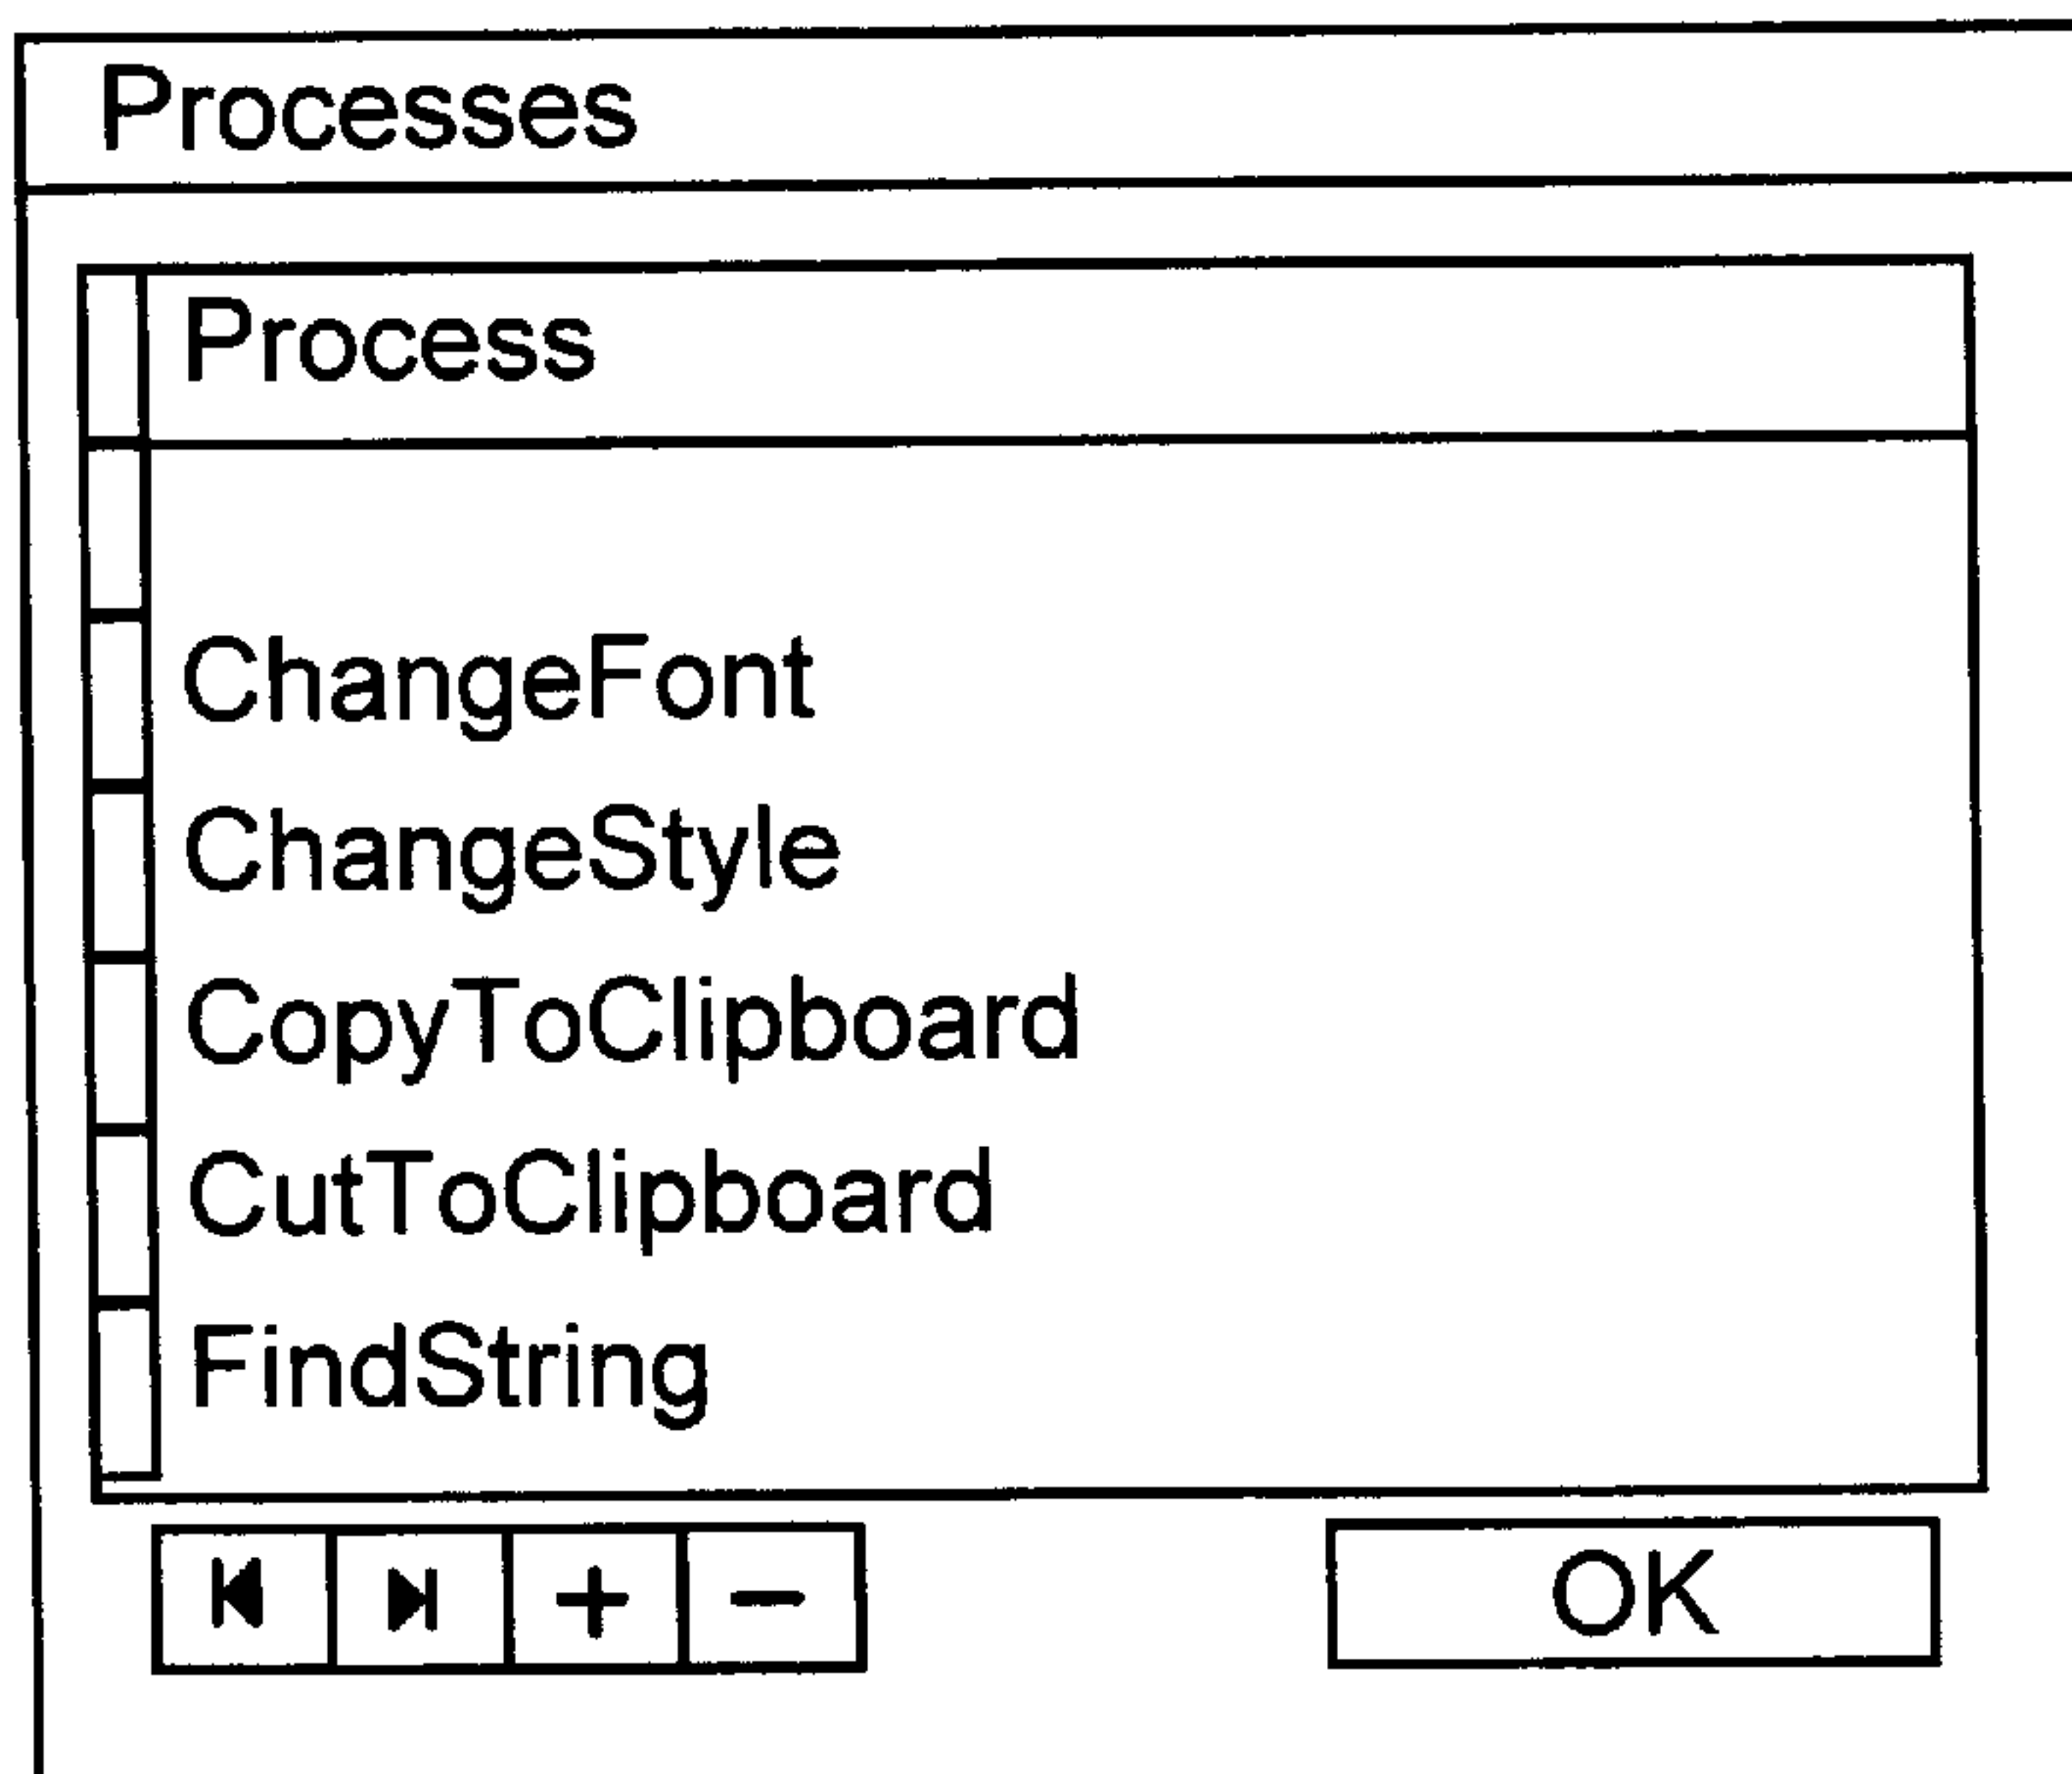 Processes
Process
ChangeFont
ChangeStyle
CopyToClipboard
CutToClipboard
FindString
+ −
OK